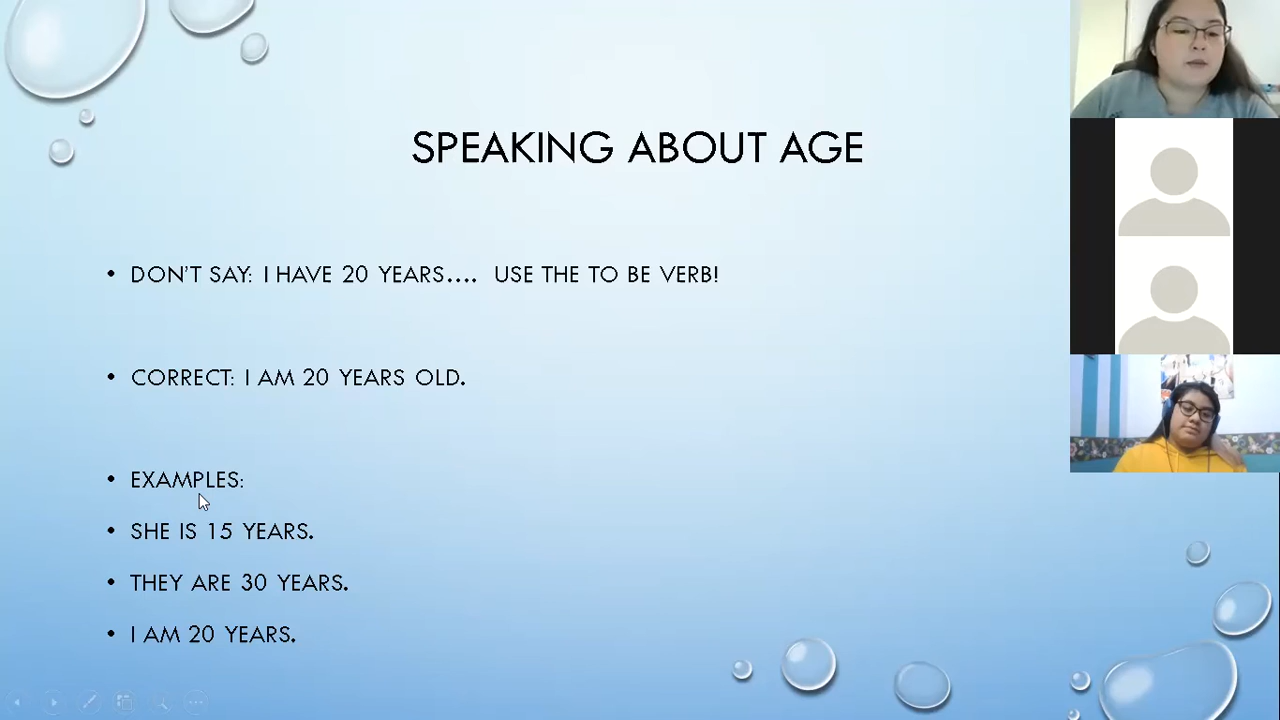 SPEAKING ABOUT AGE
• DON'T SAY: I HAVE 20 YEARS.... USE THE TO BE VERB!
• CORRECT: I AM 20 YEARS OLD.
• EXAMPLES:
• SHE IS 15 YEARS.
• THEY ARE 30 YEARS.
• I AM 20 YEARS.